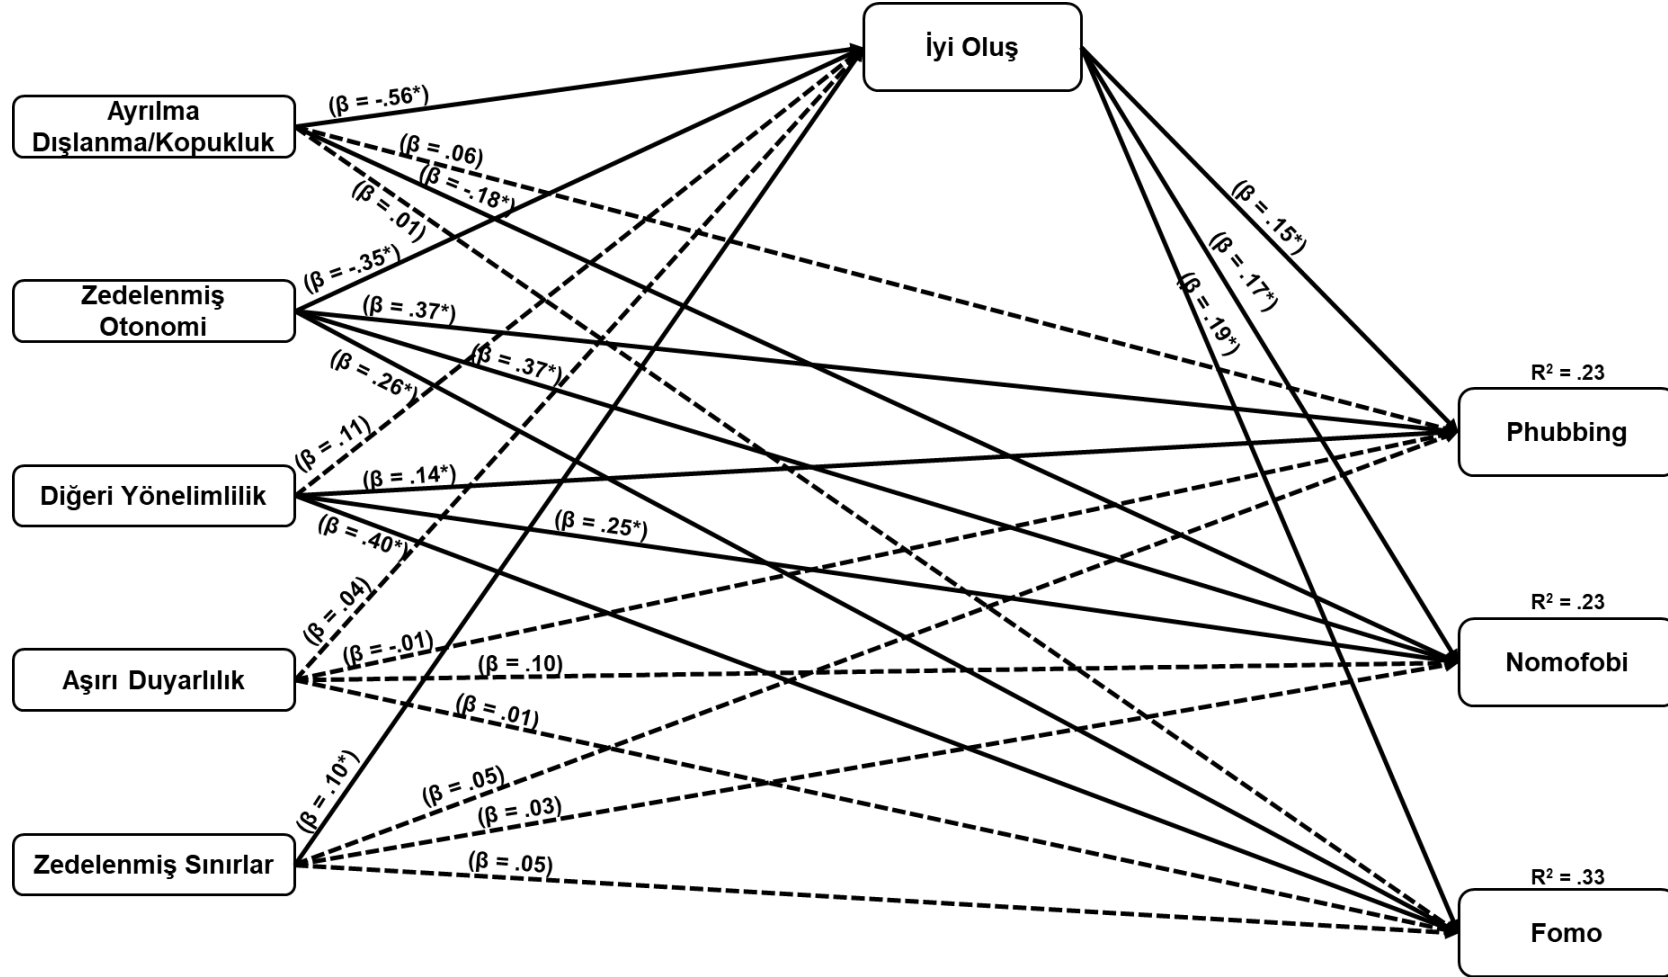 İyi Oluş
Ayrılma
Dışlanma/Kopukluk
(β = -.56*)
(β = .06)
(β = -.18*)
(β = .01)
(β = .15*)
(β = .17*)
(β = .19*)
Zedelenmiş
Otonomi
(β = -.35*)
(β = .37*)
(β = .37*)
(β = .26*)
R² = .23
Phubbing
Diğeri Yönelimlilik
(β = .11)
(β = .14*)
(β = .25*)
(β = .40*)
R² = .23
Nomofobi
Aşırı Duyarlılık
(β = .04)
(β = -.01)
(β = .10)
(β = .01)
Zedelenmiş Sınırlar
(β = .10*)
(β = .05)
(β = .03)
(β = .05)
R² = .33
Fomo